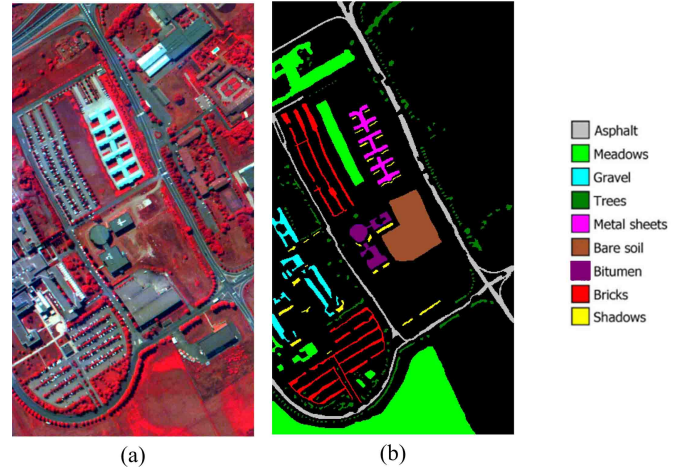 Asphalt
Meadows
Gravel
Trees
Metal sheets
Bare soil
Bitumen
Bricks
Shadows
(a)
(b)